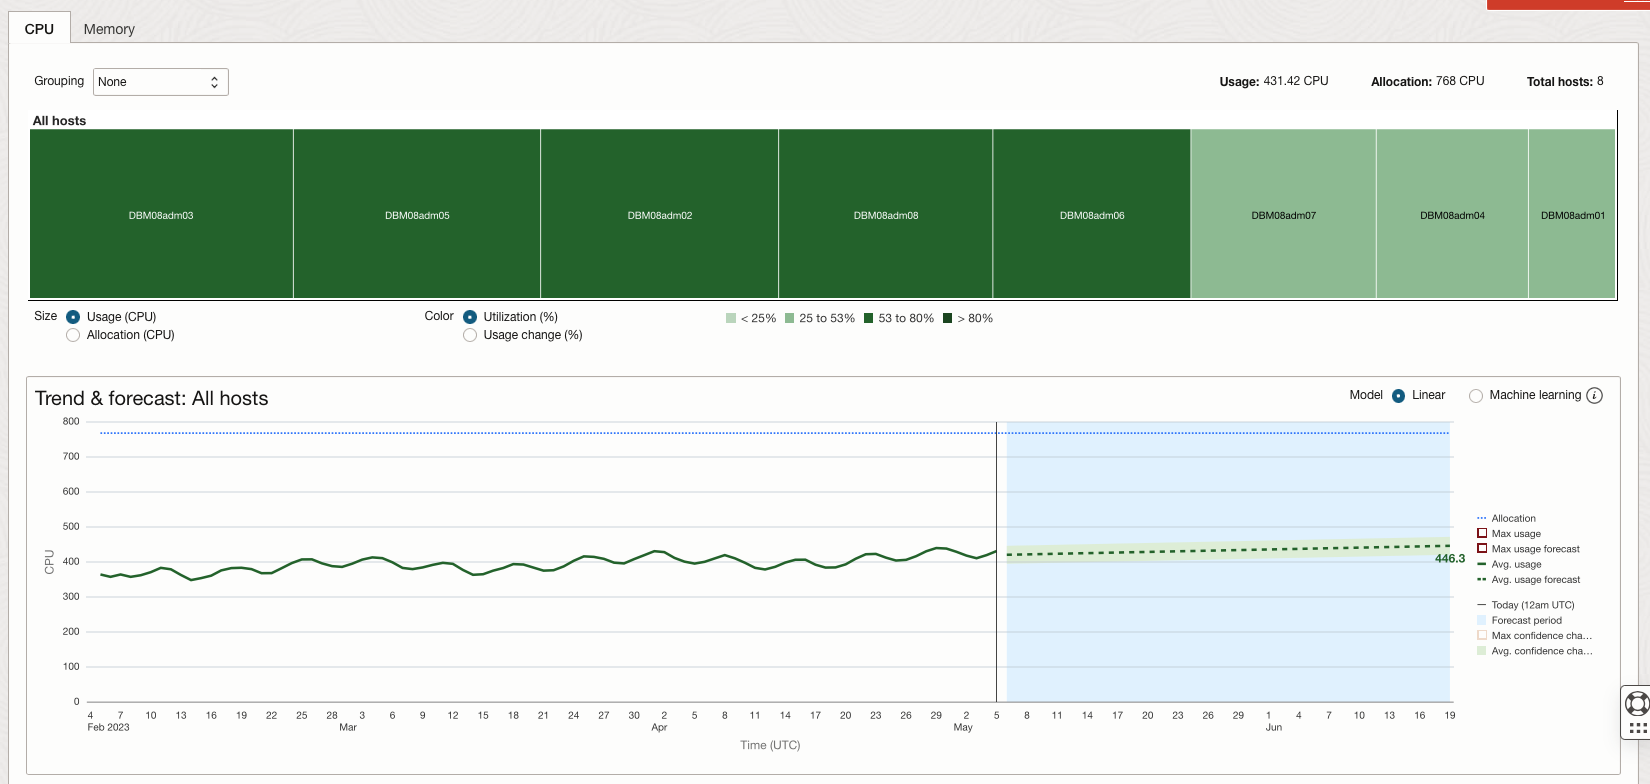 CPU Memory
Grouping None Usage: 431.42 CPU Allocation: 768 CPU Total hosts: 8
All hosts
DBM08adm03 DBM08adm05 DBM08adm02 DBM08adm08 DBM08adm06 DBM08adm07 DBM08adm04 DBM08adm01
Size Usage (CPU) Color Utilization (%) < 25% 25 to 53% 53 to 80% > 80%
Allocation (CPU) Usage change (%)
Trend & forecast: All hosts Model Linear Machine learning i
800
700
600
500
400
300
200
100
0
CPU
446.3
Allocation
Max usage
Max usage forecast
Avg. usage
Avg. usage forecast
Today (12am UTC)
Forecast period
Max confidence cha...
Avg. confidence cha...
4 7 10 13 16 19 22 25 28 3 6 9 12 15 18 21 24 27 30 2 5 8 11 14 17 20 23 26 29 2 5 8 11 14 17 20 23 26 29 1 4 7 10 13 16 19
Feb 2023 Mar Apr May Jun
Time (UTC)